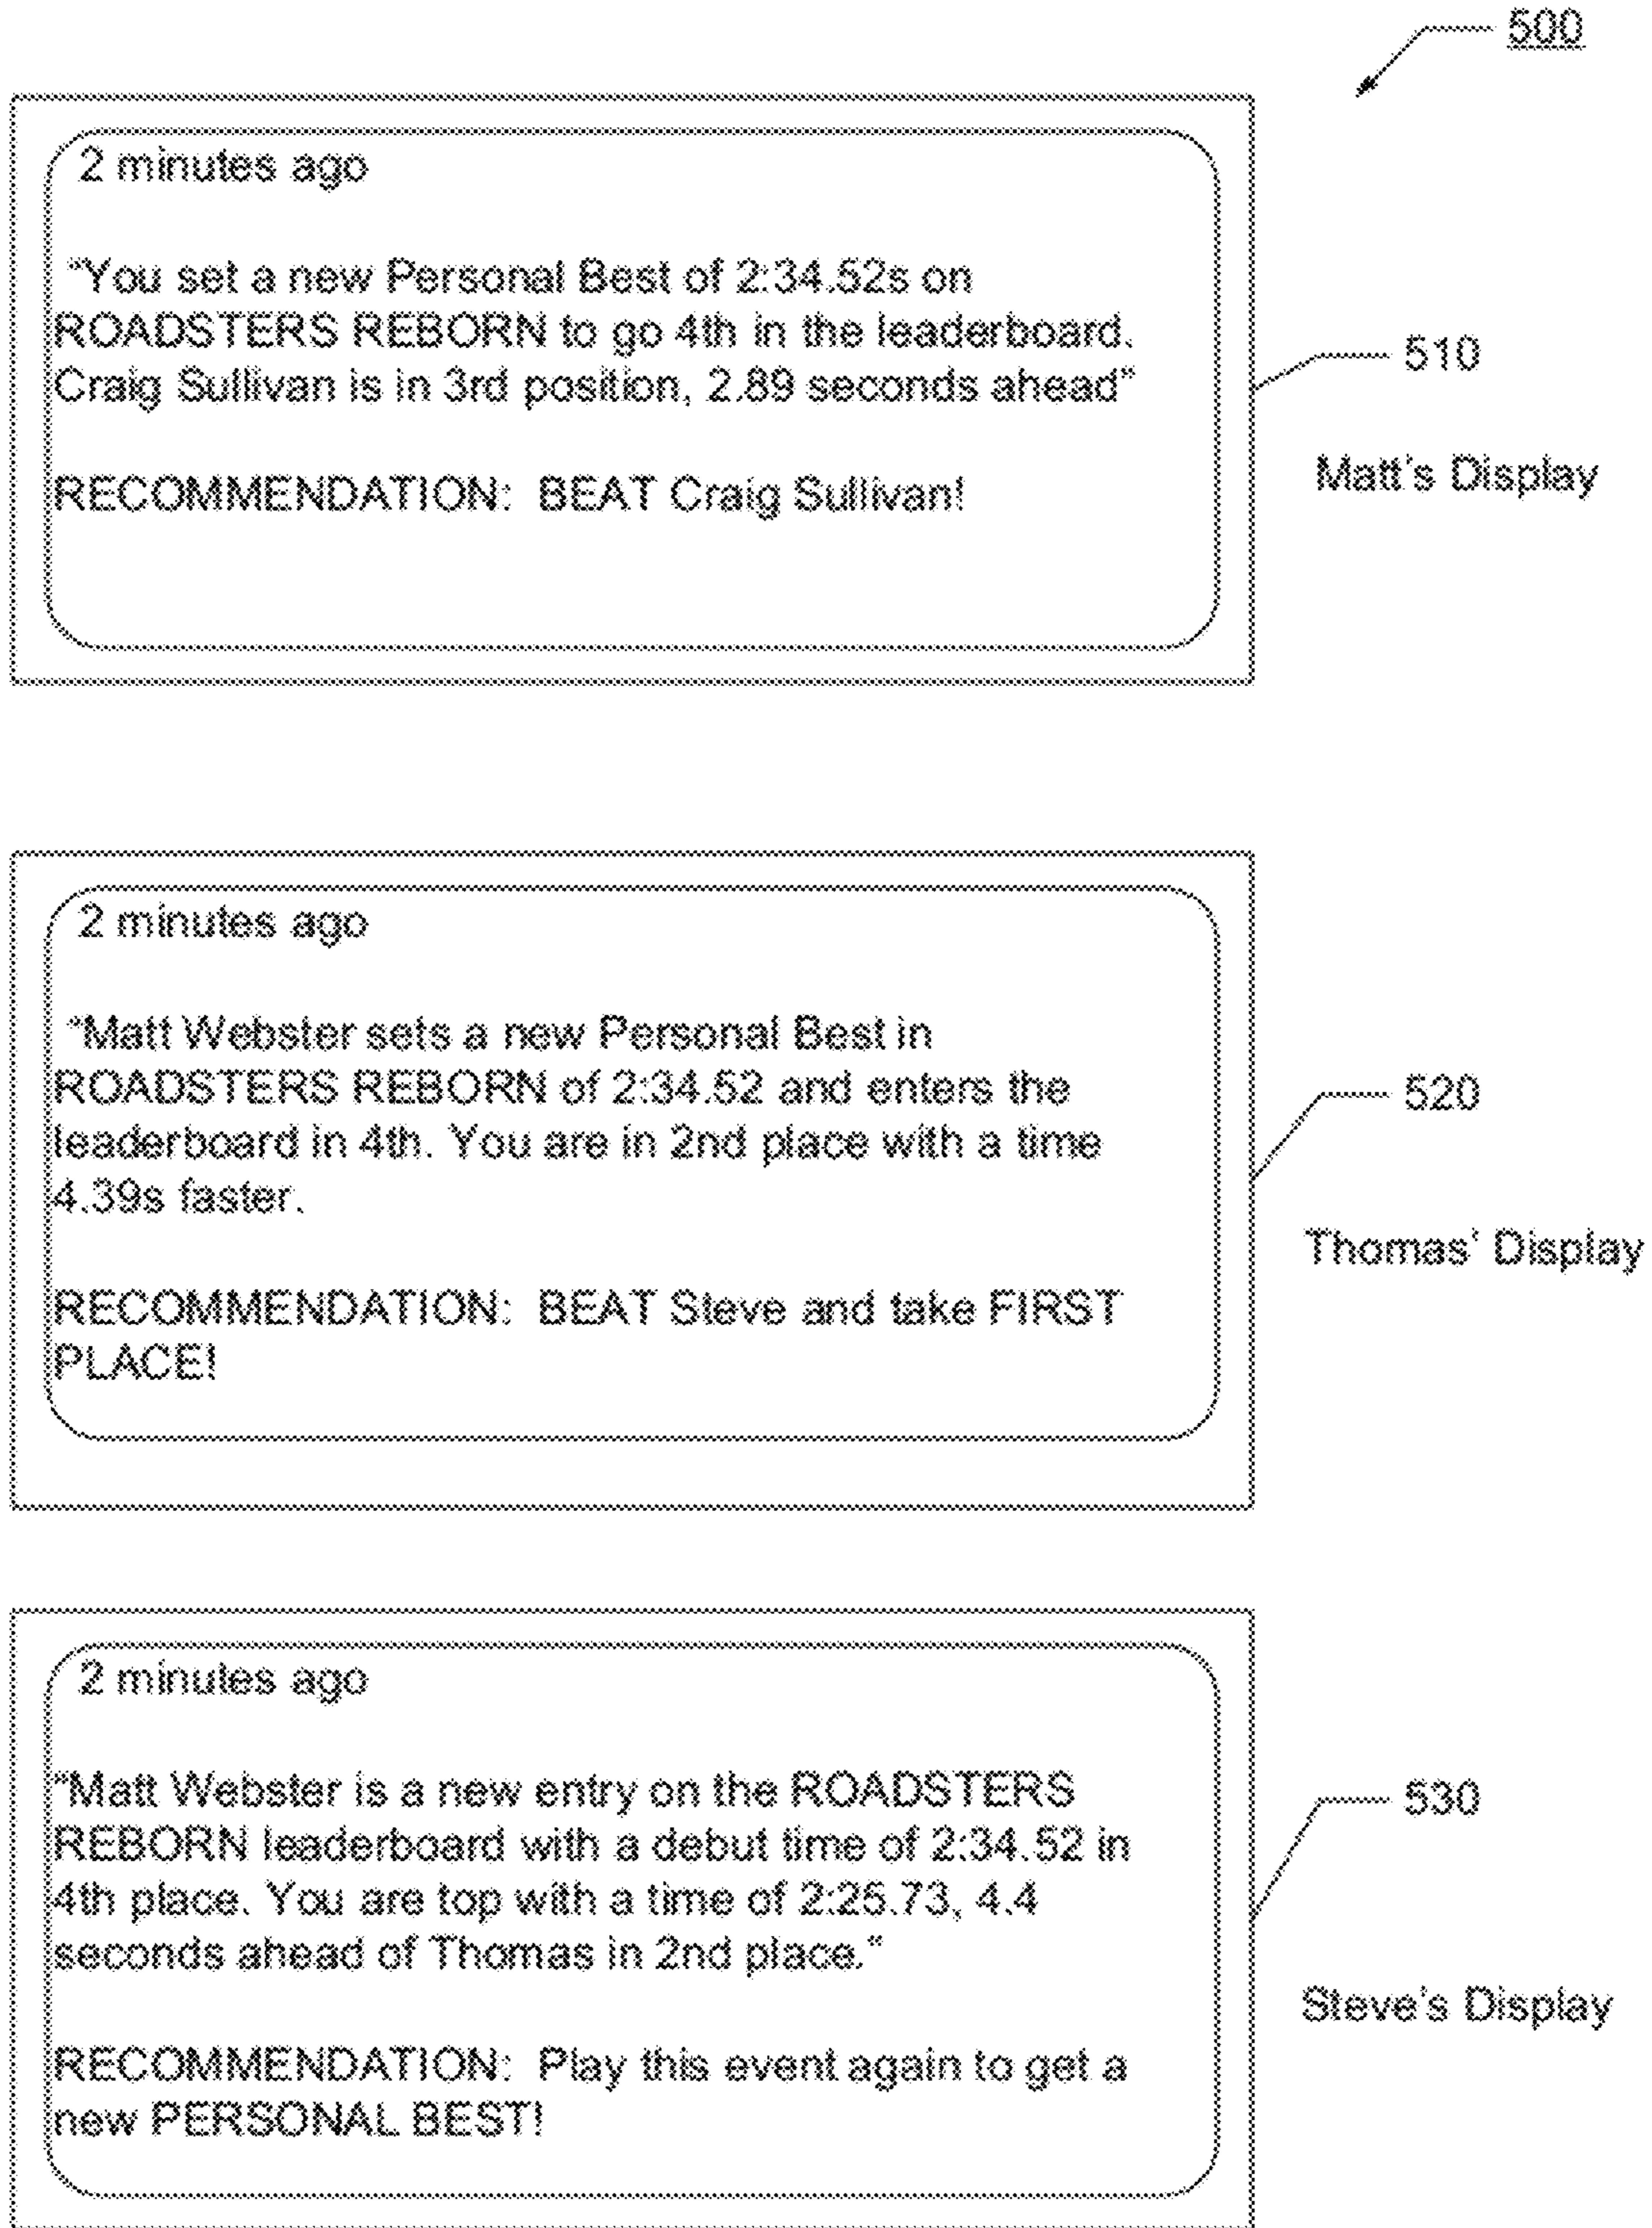 500
2 minutes ago
"You set a new Personal Best of 2:34.52s on
ROADSTERS REBORN to go 4th in the leaderboard.
Craig Sullivan is in 3rd position, 2.89 seconds ahead"
RECOMMENDATION: BEAT Craig Sullivan!
510
Matt's Display
2 minutes ago
"Matt Webster sets a new Personal Best in
ROADSTERS REBORN of 2:34.52 and enters the
leaderboard in 4th. You are in 2nd place with a time
4.39s faster.
RECOMMENDATION: BEAT Steve and take FIRST
PLACE!
520
Thomas' Display
2 minutes ago
"Matt Webster is a new entry on the ROADSTERS
REBORN leaderboard with a debut time of 2:34.52 in
4th place. You are top with a time of 2:25.73, 4.4
seconds ahead of Thomas in 2nd place."
RECOMMENDATION: Play this event again to get a
new PERSONAL BEST!
530
Steve's Display